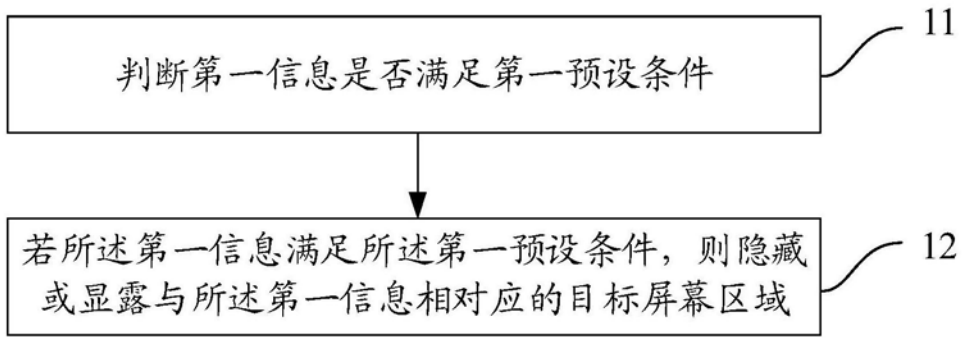 11
判断第一信息是否满足第一预设条件
若所述第一信息满足所述第一预设条件，则隐藏
或显露与所述第一信息相对应的目标屏幕区域
12